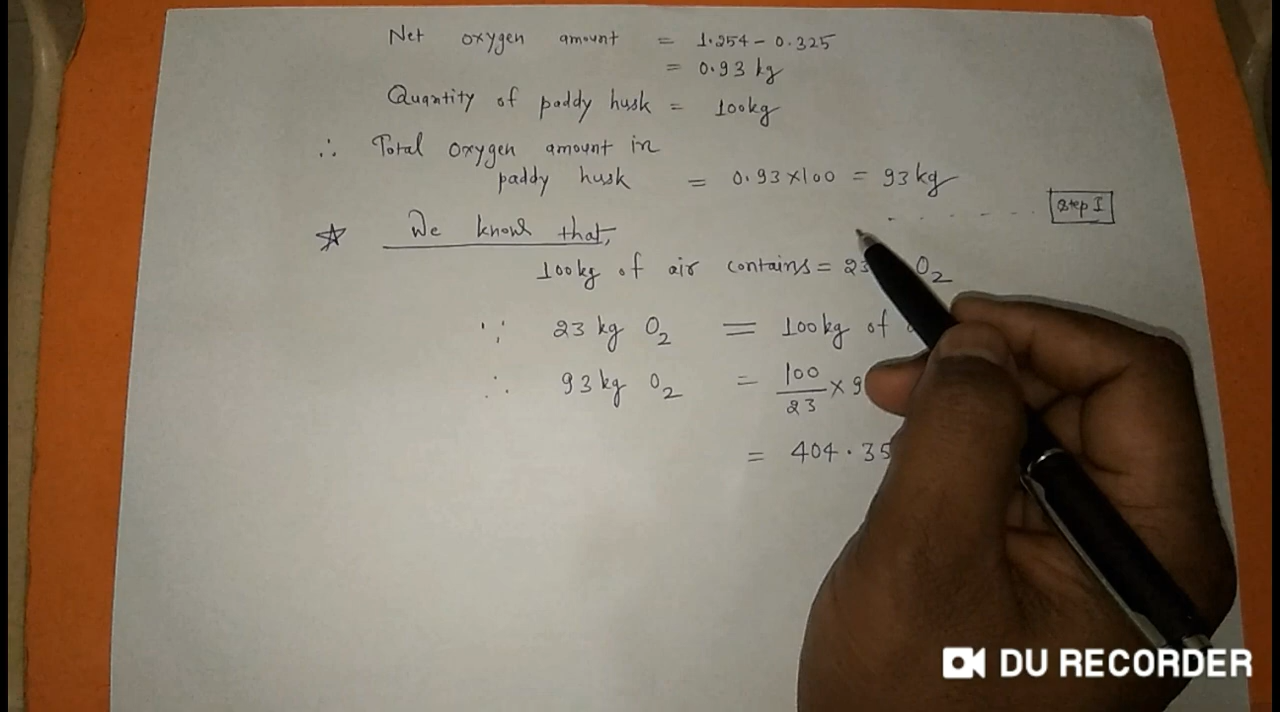 Net oxygen amount = 1.254 - 0.325
= 0.93 kg
Quantity of paddy husk = 100kg
∴ Total oxygen amount in
paddy husk = 0.93 x 100 = 93 kg
Step I
☆ We know that,
100kg of air contains = 23 O2
∵ 23 kg O2 = 100kg of
∴ 93 kg O2 = 100/23 x 9
= 404.35
DU RECORDER